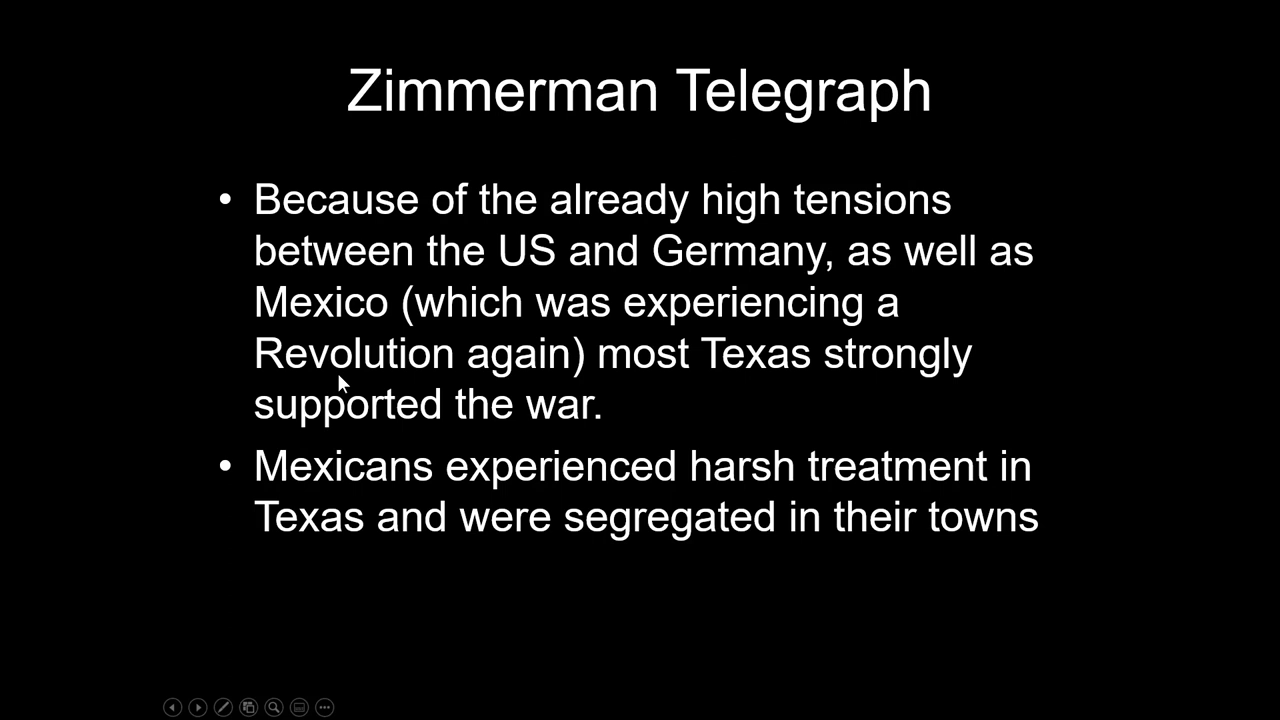 Zimmerman Telegraph
• Because of the already high tensions
between the US and Germany, as well as
Mexico (which was experiencing a
Revolution again) most Texas strongly
supported the war.
• Mexicans experienced harsh treatment in
Texas and were segregated in their towns